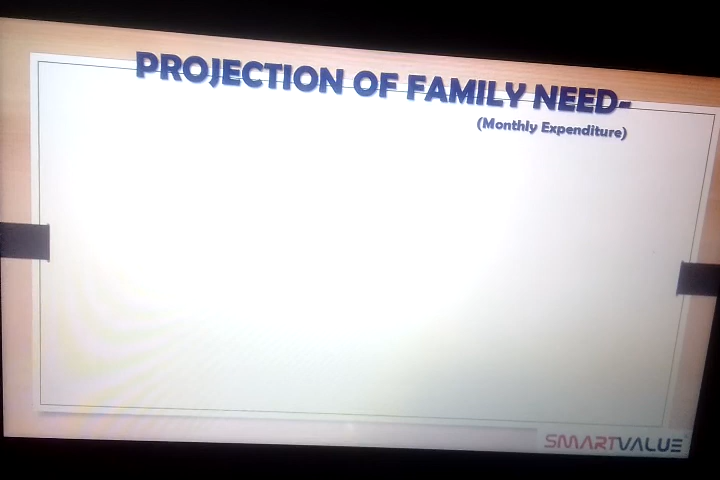 PROJECTION OF FAMILY NEED-
(Monthly Expenditure)
SMARTVALUE